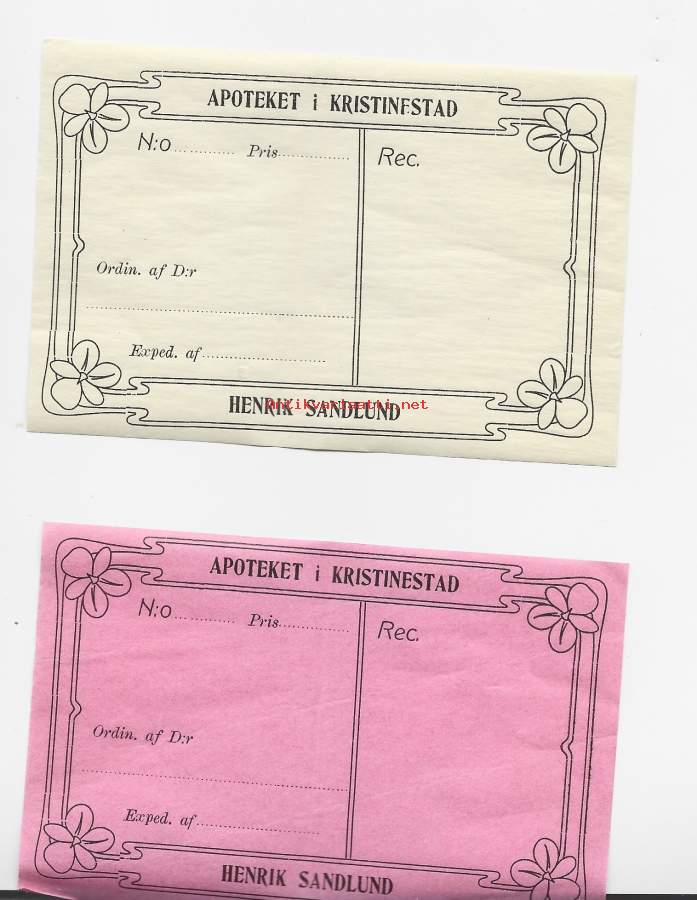 APOTEKET i KRISTINESTAD
N:o ............ Pris...............
Rec.
Ordin. af D:r
Exped. af..........................
HENRIK SANDLUND
Antikvariaatti.net
APOTEKET i KRISTINESTAD
N:o ............ Pris...............
Rec.
Ordin. af D:r
Exped. af..........................
HENRIK SANDLUND